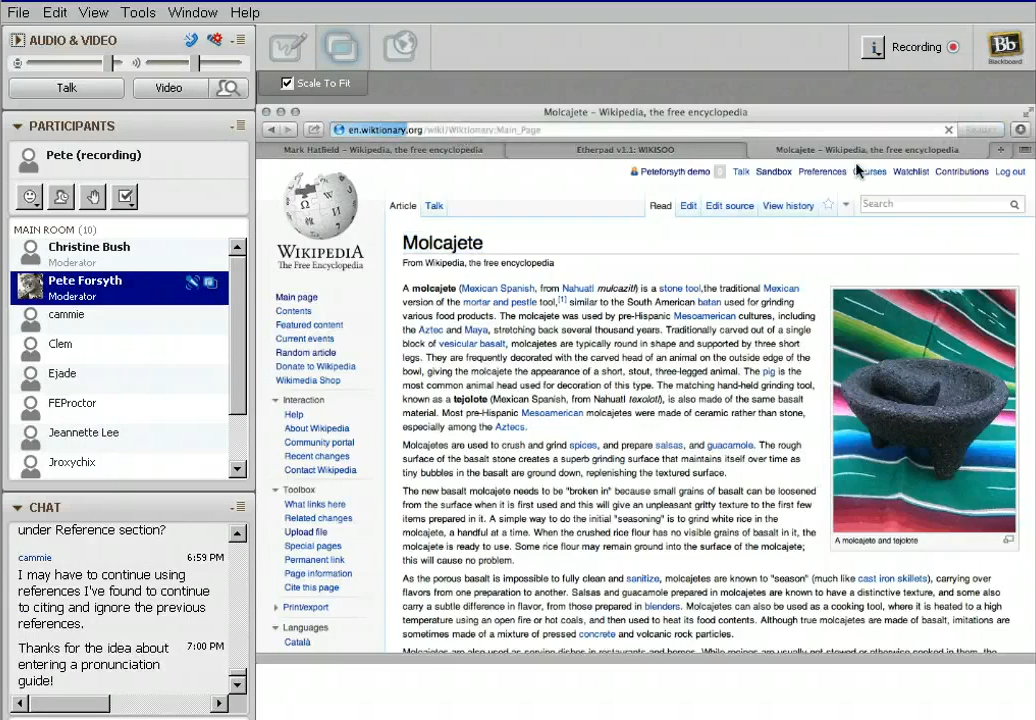 File Edit View Tools Window Help
AUDIO & VIDEO
Talk
Video
PARTICIPANTS
Pete (recording)
MAIN ROOM (10)
Christine Bush
Moderator
Pete Forsyth
Moderator
cammie
Clem
Ejade
FEProctor
Jeannette Lee
Jroxychix
CHAT
under Reference section?
cammie 6:59 PM
I may have to continue using
references I've found to continue
to citing and ignore the previous
references.
Thanks for the idea about 7:00 PM
entering a pronunciation
guide!
Recording
Bb
Blackboard
Scale To Fit
Molcajete – Wikipedia, the free encyclopedia
en.wiktionary.org/wiki/Wiktionary:Main_Page
Reader
Mark Hatfield – Wikipedia, the free encyclopedia
Etherpad v1.1: WIKISOO
Molcajete – Wikipedia, the free encyclopedia
Peteforsyth demo 0 Talk Sandbox Preferences Courses Watchlist Contributions Log out
Article Talk
Read Edit Edit source View history
Search
WIKIPEDIA
The Free Encyclopedia
Main page
Contents
Featured content
Current events
Random article
Donate to Wikipedia
Wikimedia Shop
Interaction
Help
About Wikipedia
Community portal
Recent changes
Contact Wikipedia
Toolbox
What links here
Related changes
Upload file
Special pages
Permanent link
Page information
Cite this page
Print/export
Languages
Català
Molcajete
From Wikipedia, the free encyclopedia
A molcajete (Mexican Spanish, from Nahuatl mulcazitl) is a stone tool,the traditional Mexican
version of the mortar and pestle tool,[1] similar to the South American batan used for grinding
various food products. The molcajete was used by pre-Hispanic Mesoamerican cultures, including
the Aztec and Maya, stretching back several thousand years. Traditionally carved out of a single
block of vesicular basalt, molcajetes are typically round in shape and supported by three short
legs. They are frequently decorated with the carved head of an animal on the outside edge of the
bowl, giving the molcajete the appearance of a short, stout, three-legged animal. The pig is the
most common animal head used for decoration of this type. The matching hand-held grinding tool,
known as a tejolote (Mexican Spanish, from Nahuatl texolotl), is also made of the same basalt
material. Most pre-Hispanic Mesoamerican molcajetes were made of ceramic rather than stone,
especially among the Aztecs.
Molcajetes are used to crush and grind spices, and prepare salsas, and guacamole. The rough
surface of the basalt stone creates a superb grinding surface that maintains itself over time as
tiny bubbles in the basalt are ground down, replenishing the textured surface.
The new basalt molcajete needs to be "broken in" because small grains of basalt can be loosened
from the surface when it is first used and this will give an unpleasant gritty texture to the first few
items prepared in it. A simple way to do the initial "seasoning" is to grind white rice in the
molcajete, a handful at a time. When the crushed rice flour has no visible grains of basalt in it, the
molcajete is ready to use. Some rice flour may remain ground into the surface of the molcajete;
this will cause no problem.
As the porous basalt is impossible to fully clean and sanitize, molcajetes are known to "season" (much like cast iron skillets), carrying over
flavors from one preparation to another. Salsas and guacamole prepared in molcajetes are known to have a distinctive texture, and some also
carry a subtle difference in flavor, from those prepared in blenders. Molcajetes can also be used as a cooking tool, where it is heated to a high
temperature using an open fire or hot coals, and then used to heat its food contents. Although true molcajetes are made of basalt, imitations are
sometimes made of a mixture of pressed concrete and volcanic rock particles.
A molcajete and tejolote